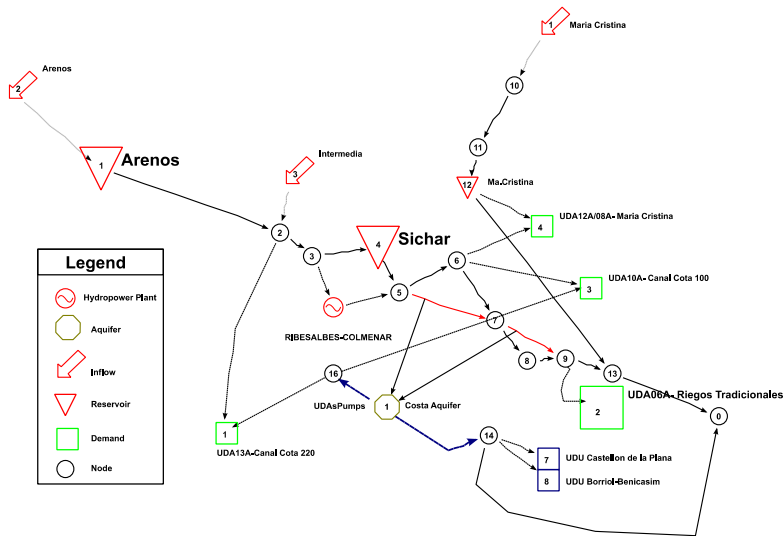 1
Maria Cristina
Arenos
2
10
11
Intermedia
3
1
Arenos
12
Ma.Cristina
UDA12A/08A- Maria Cristina
4
2
3
4
Sichar
6
UDA10A- Canal Cota 100
3
5
Legend
Hydropower Plant
Aquifer
Inflow
Reservoir
Demand
Node
RIBESALBES-COLMENAR
7
8
9
13
16
UDAsPumps
1
Costa Aquifer
UDA06A- Riegos Tradicionales
2
0
1
UDA13A-Canal Cota 220
14
7
UDU Castellon de la Plana
8
UDU Borriol-Benicasim